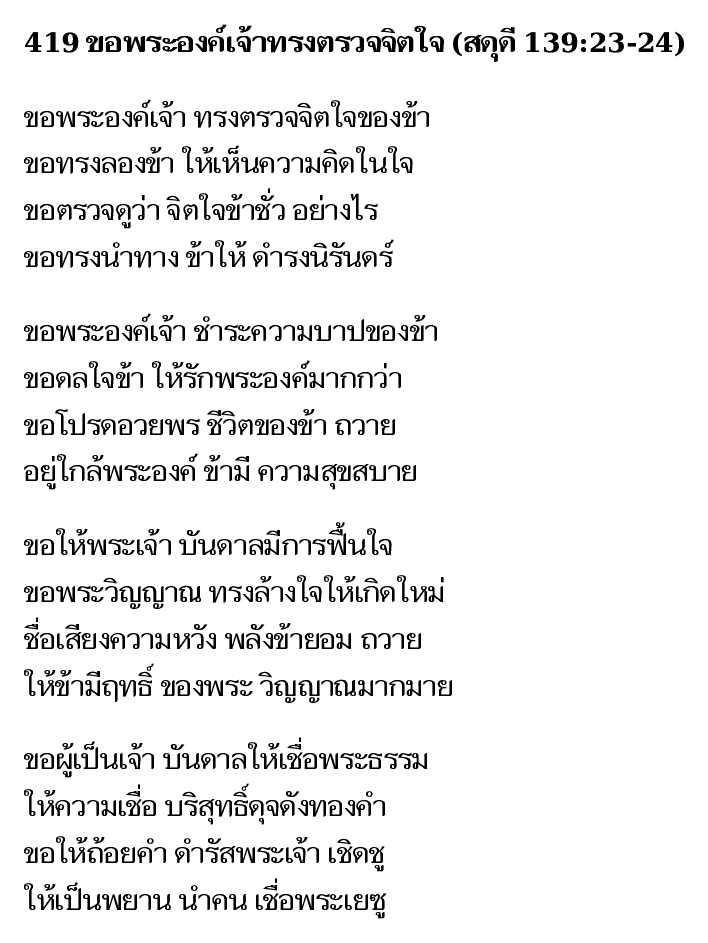 419 ขอพระองค์เจ้าทรงตรวจจิตใจ (สดุดี 139:23-24)
ขอพระองค์เจ้า ทรงตรวจจิตใจของข้า
ขอทรงลองข้า ให้เห็นความคิดในใจ
ขอตรวจดูว่า จิตใจข้าชั่ว อย่างไร
ขอทรงนำทาง ข้าให้ ดำรงนิรันดร์
ขอพระองค์เจ้า ชำระความบาปของข้า
ขอดลใจข้า ให้รักพระองค์มากกว่า
ขอโปรดอวยพร ชีวิตของข้า ถวาย
อยู่ใกล้พระองค์ ข้ามี ความสุขสบาย
ขอให้พระเจ้า บันดาลมีการฟื้นใจ
ขอพระวิญญาณ ทรงล้างใจให้เกิดใหม่
ชื่อเสียงความหวัง พลังข้ายอม ถวาย
ให้ข้ามีฤทธิ์ ของพระ วิญญาณมากมาย
ขอผู้เป็นเจ้า บันดาลให้เชื่อพระธรรม
ให้ความเชื่อ บริสุทธิ์ดุจดังทองคำ
ขอให้ถ้อยคำ ดำรัสพระเจ้า เชิดชู
ให้เป็นพยาน นำคน เชื่อพระเยซู